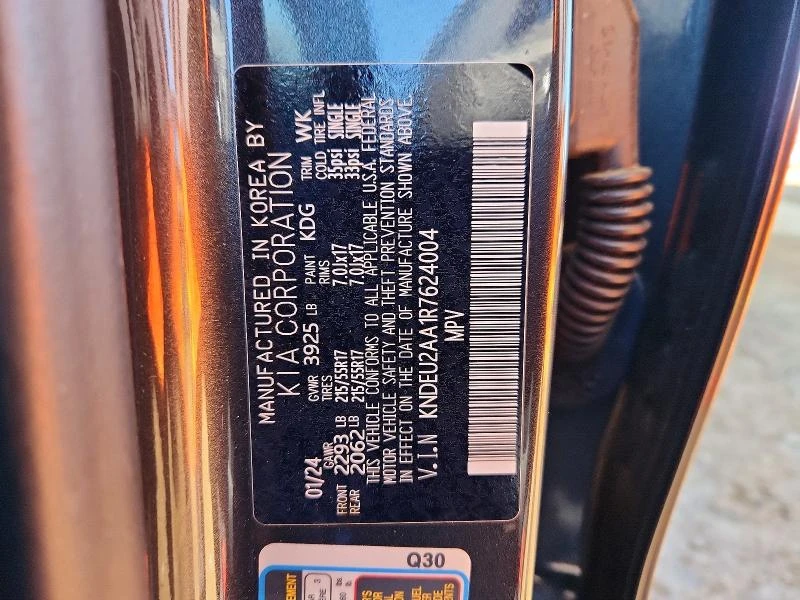 MANUFACTURED IN KOREA BY
KIA CORPORATION
01/24 GVWR 3925 LB PAINT KDG TRIM WK
GAWR TIRES RIMS COLD TIRE INFL
FRONT 2293 LB 215/55R17 7.0Jx17 35psi SINGLE
REAR 2062 LB 215/55R17 7.0Jx17 33psi SINGLE
THIS VEHICLE CONFORMS TO ALL APPLICABLE U.S.A. FEDERAL
MOTOR VEHICLE SAFETY AND THEFT PREVENTION STANDARDS
IN EFFECT ON THE DATE OF MANUFACTURE SHOWN ABOVE.
V.I.N KNDEU2AA1R7624004
MPV
Q30